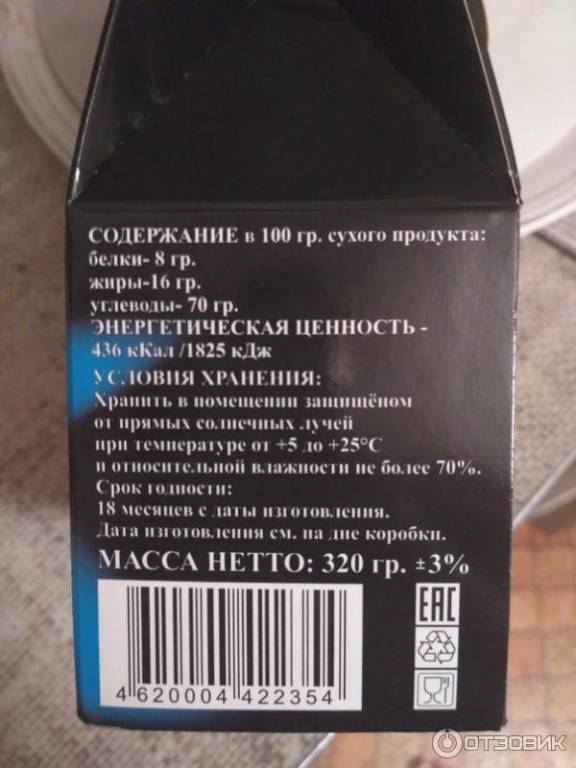 СОДЕРЖАНИЕ в 100 гр. сухого продукта:
белки- 8 гр.
жиры-16 гр.
углеводы- 70 гр.
ЭНЕРГЕТИЧЕСКАЯ ЦЕННОСТЬ -
436 кКал /1825 кДж
УСЛОВИЯ ХРАНЕНИЯ:
Хранить в помещении защищёном
от прямых солнечных лучей
при температуре от +5 до +25°С
и относительной влажности не более 70%.
Срок годности:
18 месяцев с даты изготовления.
Дата изготовления см. на дне коробки.
МАССА НЕТТО: 320 гр. ±3%
EAC
4 620004 422354
ОТЗОВИК